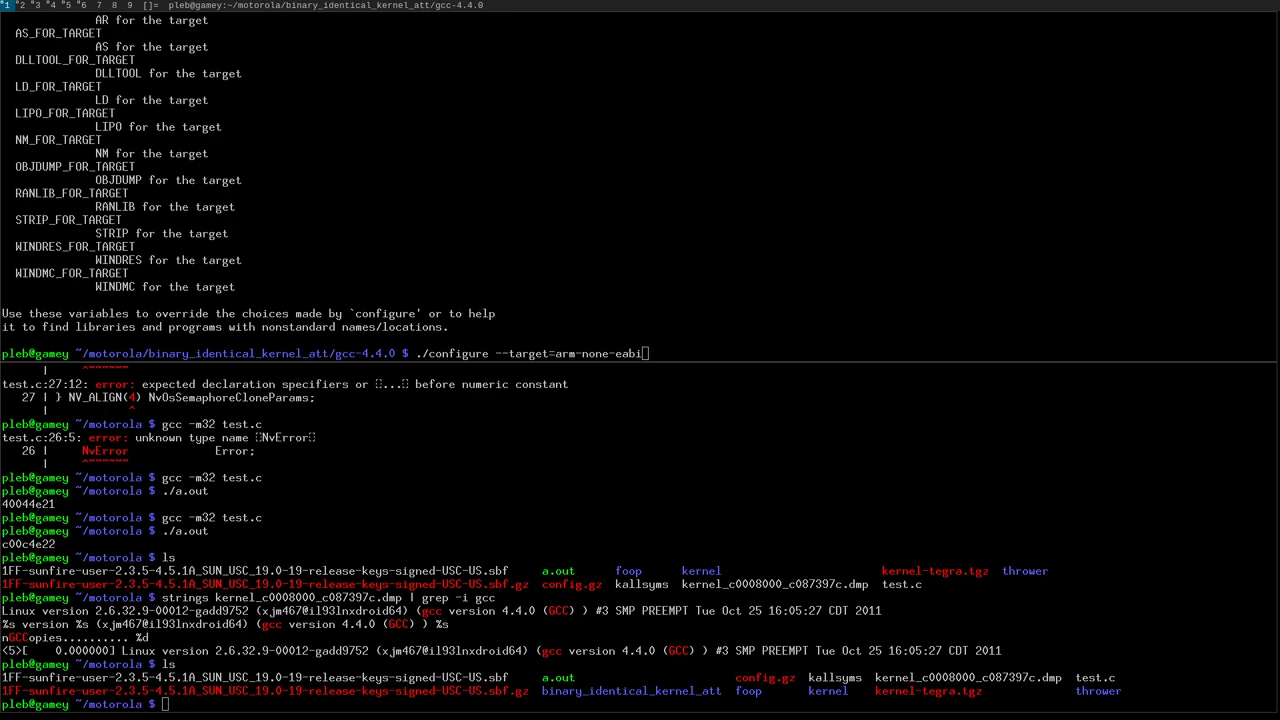 1 2 3 4 5 6 7 8 9 []= pleb@gamey:~/motorola/binary_identical_kernel_att/gcc-4.4.0
AR for the target
AS_FOR_TARGET
AS for the target
DLLTOOL_FOR_TARGET
DLLTOOL for the target
LD_FOR_TARGET
LD for the target
LIPO_FOR_TARGET
LIPO for the target
NM_FOR_TARGET
NM for the target
OBJDUMP_FOR_TARGET
OBJDUMP for the target
RANLIB_FOR_TARGET
RANLIB for the target
STRIP_FOR_TARGET
STRIP for the target
WINDRES_FOR_TARGET
WINDRES for the target
WINDMC_FOR_TARGET
WINDMC for the target
Use these variables to override the choices made by `configure' or to help
it to find libraries and programs with nonstandard names/locations.
pleb@gamey ~/motorola/binary_identical_kernel_att/gcc-4.4.0 $ ./configure --target=arm-none-eabi
| ^~~~~~~
test.c:27:12: error: expected declaration specifiers or ... before numeric constant
27 | } NV_ALIGN(4) NvOsSemaphoreCloneParams;
| ^
pleb@gamey ~/motorola $ gcc -m32 test.c
test.c:26:5: error: unknown type name NvError
26 | NvError Error;
| ^~~~~~~
pleb@gamey ~/motorola $ gcc -m32 test.c
pleb@gamey ~/motorola $ ./a.out
40044e21
pleb@gamey ~/motorola $ gcc -m32 test.c
pleb@gamey ~/motorola $ ./a.out
c00c4e22
pleb@gamey ~/motorola $ ls
1FF-sunfire-user-2.3.5-4.5.1A_SUN_USC_19.0-19-release-keys-signed-USC-US.sbf a.out foop kernel kernel-tegra.tgz thrower
1FF-sunfire-user-2.3.5-4.5.1A_SUN_USC_19.0-19-release-keys-signed-USC-US.sbf.gz config.gz kallsyms kernel_c0008000_c087397c.dmp test.c
pleb@gamey ~/motorola $ strings kernel_c0008000_c087397c.dmp | grep -i gcc
Linux version 2.6.32.9-00012-gadd9752 (xjm467@il93lnxdroid64) (gcc version 4.4.0 (GCC) ) #3 SMP PREEMPT Tue Oct 25 16:05:27 CDT 2011
%s version %s (xjm467@il93lnxdroid64) (gcc version 4.4.0 (GCC) ) %s
nGCCopies.......... %d
<5>[    0.000000] Linux version 2.6.32.9-00012-gadd9752 (xjm467@il93lnxdroid64) (gcc version 4.4.0 (GCC) ) #3 SMP PREEMPT Tue Oct 25 16:05:27 CDT 2011
pleb@gamey ~/motorola $ ls
1FF-sunfire-user-2.3.5-4.5.1A_SUN_USC_19.0-19-release-keys-signed-USC-US.sbf a.out config.gz kallsyms kernel_c0008000_c087397c.dmp test.c
1FF-sunfire-user-2.3.5-4.5.1A_SUN_USC_19.0-19-release-keys-signed-USC-US.sbf.gz binary_identical_kernel_att foop kernel kernel-tegra.tgz thrower
pleb@gamey ~/motorola $